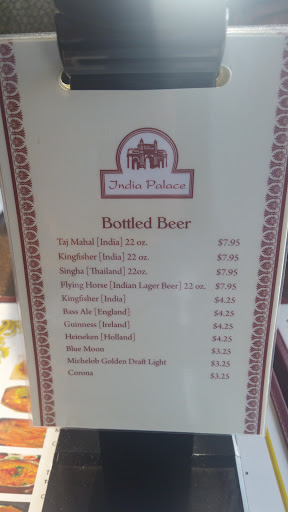 India Palace
Bottled Beer
Taj Mahal [India] 22 oz. $7.95
Kingfisher [India] 22 oz. $7.95
Singha [Thailand] 22oz. $7.95
Flying Horse [Indian Lager Beer] 22 oz. $7.95
Kingfisher [India] $4.25
Bass Ale [England] $4.25
Guinness [Ireland] $4.25
Heineken [Holland] $4.25
Blue Moon $3.25
Micheleb Golden Draft Light $3.25
Corona $3.25